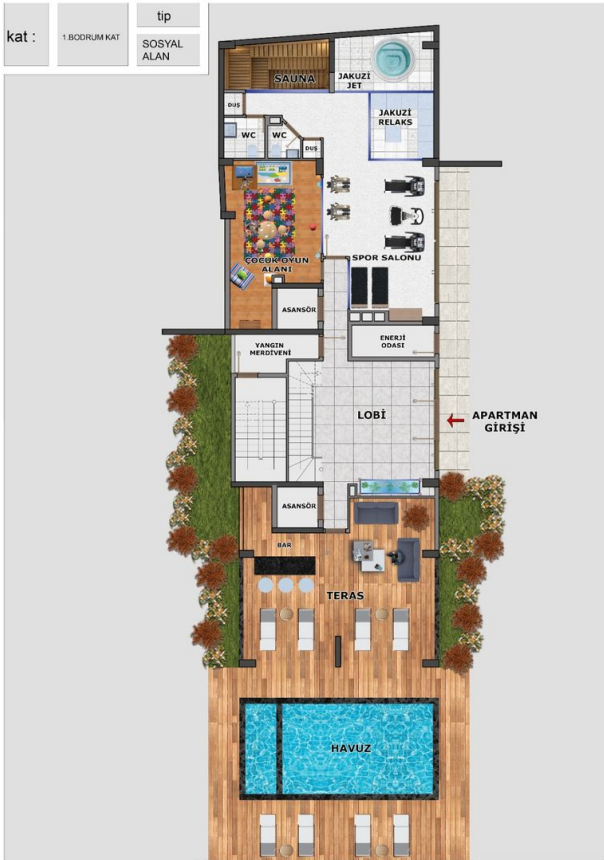 kat :
1.BODRUM KAT
tip
SOSYAL
ALAN
SAUNA
JAKUZİ
JET
DUŞ
JAKUZİ
RELAKS
WC
WC
DUŞ
ÇOCUK OYUN
ALANI
SPOR SALONU
ASANSÖR
YANGIN
MERDİVENİ
ENERJİ
ODASI
LOBİ
APARTMAN
GİRİŞİ
ASANSÖR
BAR
TERAS
HAVUZ